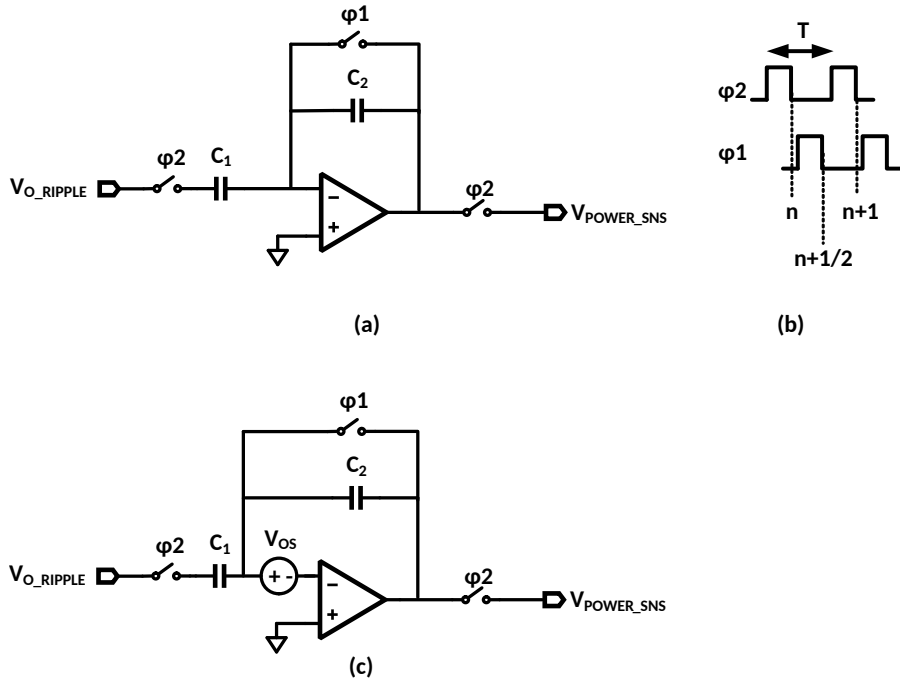 φ1
C2
φ2
C1
VO_RIPPLE
−
+
φ2
VPOWER_SNS
(a)
T
φ2
φ1
n
n+1
n+1/2
(b)
φ1
C2
φ2
C1
VOS
+ -
VO_RIPPLE
−
+
φ2
VPOWER_SNS
(c)